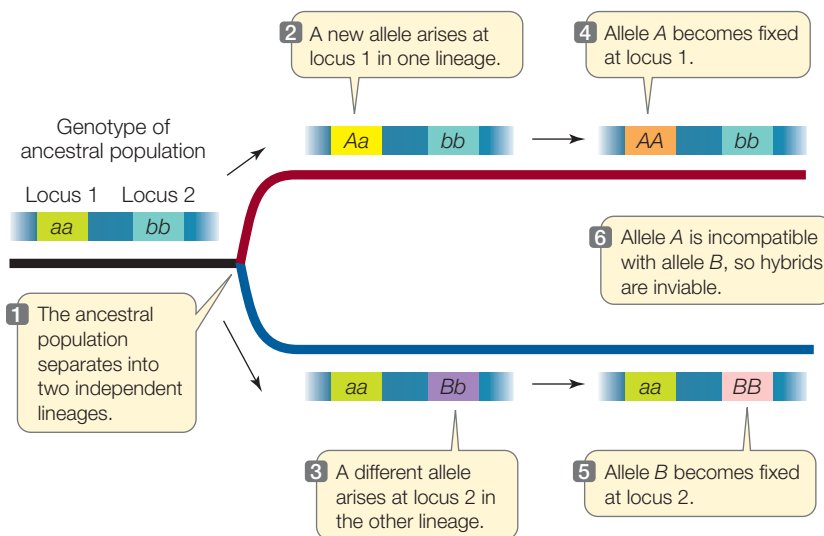 Genotype of
ancestral population
Locus 1 Locus 2
aa bb
1 The ancestral
population
separates into
two independent
lineages.
2 A new allele arises at
locus 1 in one lineage.
Aa bb
4 Allele A becomes fixed
at locus 1.
AA bb
6 Allele A is incompatible
with allele B, so hybrids
are inviable.
aa Bb
3 A different allele
arises at locus 2 in
the other lineage.
aa BB
5 Allele B becomes fixed
at locus 2.